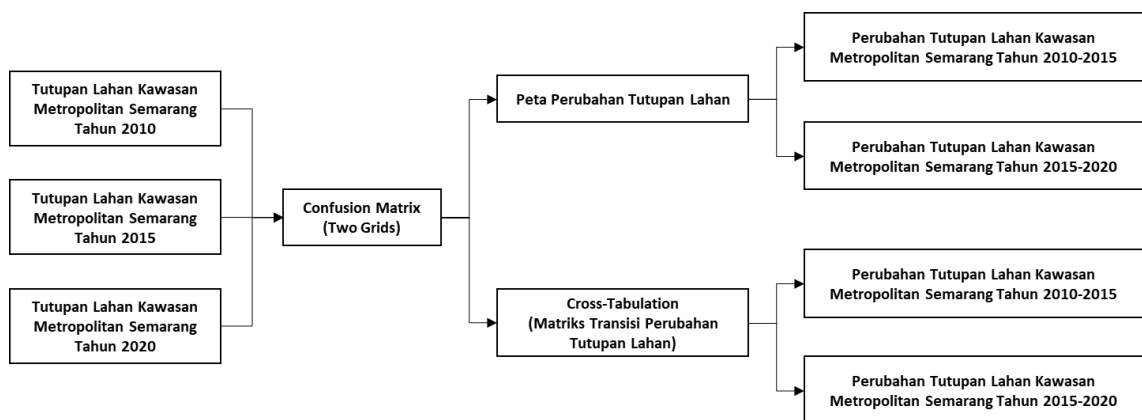 Tutupan Lahan Kawasan
Metropolitan Semarang
Tahun 2010
Tutupan Lahan Kawasan
Metropolitan Semarang
Tahun 2015
Tutupan Lahan Kawasan
Metropolitan Semarang
Tahun 2020
Confusion Matrix
(Two Grids)
Peta Perubahan Tutupan Lahan
Cross-Tabulation
(Matriks Transisi Perubahan
Tutupan Lahan)
Perubahan Tutupan Lahan Kawasan
Metropolitan Semarang Tahun 2010-2015
Perubahan Tutupan Lahan Kawasan
Metropolitan Semarang Tahun 2015-2020
Perubahan Tutupan Lahan Kawasan
Metropolitan Semarang Tahun 2010-2015
Perubahan Tutupan Lahan Kawasan
Metropolitan Semarang Tahun 2015-2020